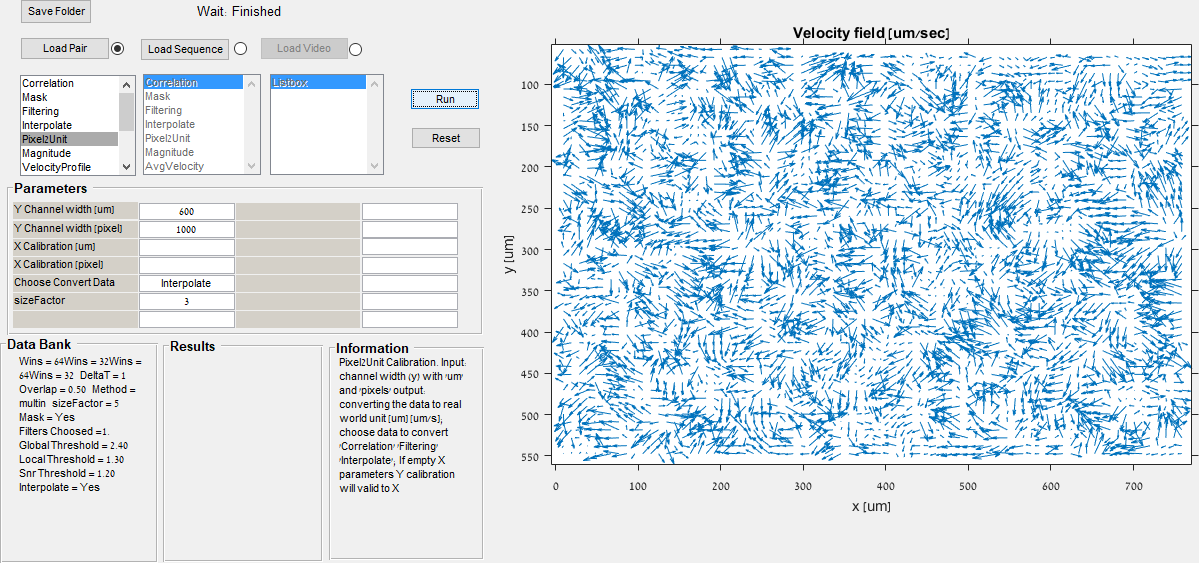 Save Folder
Wait: Finished
Load Pair
Load Sequence
Load Video
Correlation
Mask
Filtering
Interpolate
Pixel2Unit
Magnitude
VelocityProfile
Correlation
Mask
Filtering
Interpolate
Pixel2Unit
Magnitude
AvgVelocity
Listbox
Run
Reset
Parameters
Y Channel width [um] 600
Y Channel width [pixel] 1000
X Calibration [um]
X Calibration [pixel]
Choose Convert Data Interpolate
sizeFactor 3
Data Bank
Wins = 64Wins = 32Wins =
64Wins = 32 DeltaT = 1
Overlap = 0.50 Method =
multin sizeFactor = 5
Mask = Yes
Filters Choosed =1.
Global Threshold = 2.40
Local Threshold = 1.30
Snr Threshold = 1.20
Interpolate = Yes
Results
Information
Pixel2Unit Calibration. Input:
channel width (y) with 'um'
and 'pixels' output:
converting the data to real
world unit [um] [um/s];
choose data to convert
'Correlation' 'Filtering'
'Interpolate', If empty X
parameters Y calibration
will valid to X
Velocity field [um/sec]
y [um]
100
150
200
250
300
350
400
450
500
550
0 100 200 300 400 500 600 700
x [um]